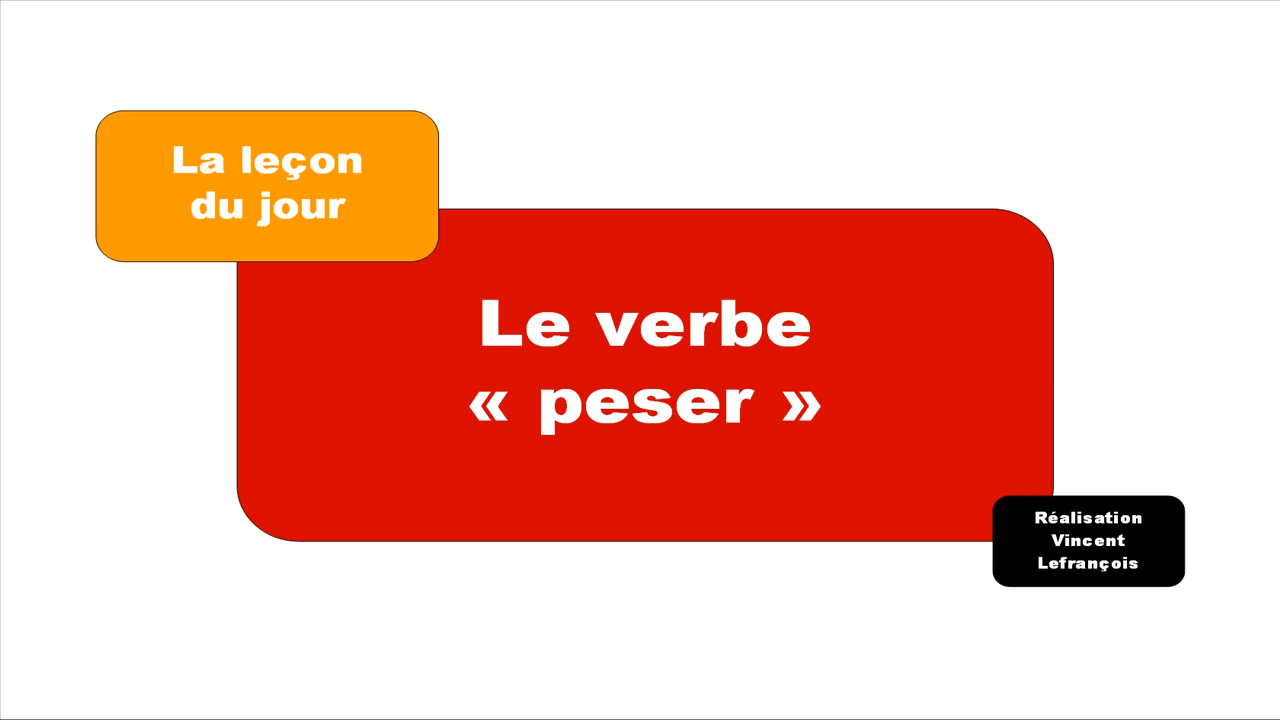 La leçon
du jour
Le verbe
« peser »
Réalisation
Vincent
Lefrançois